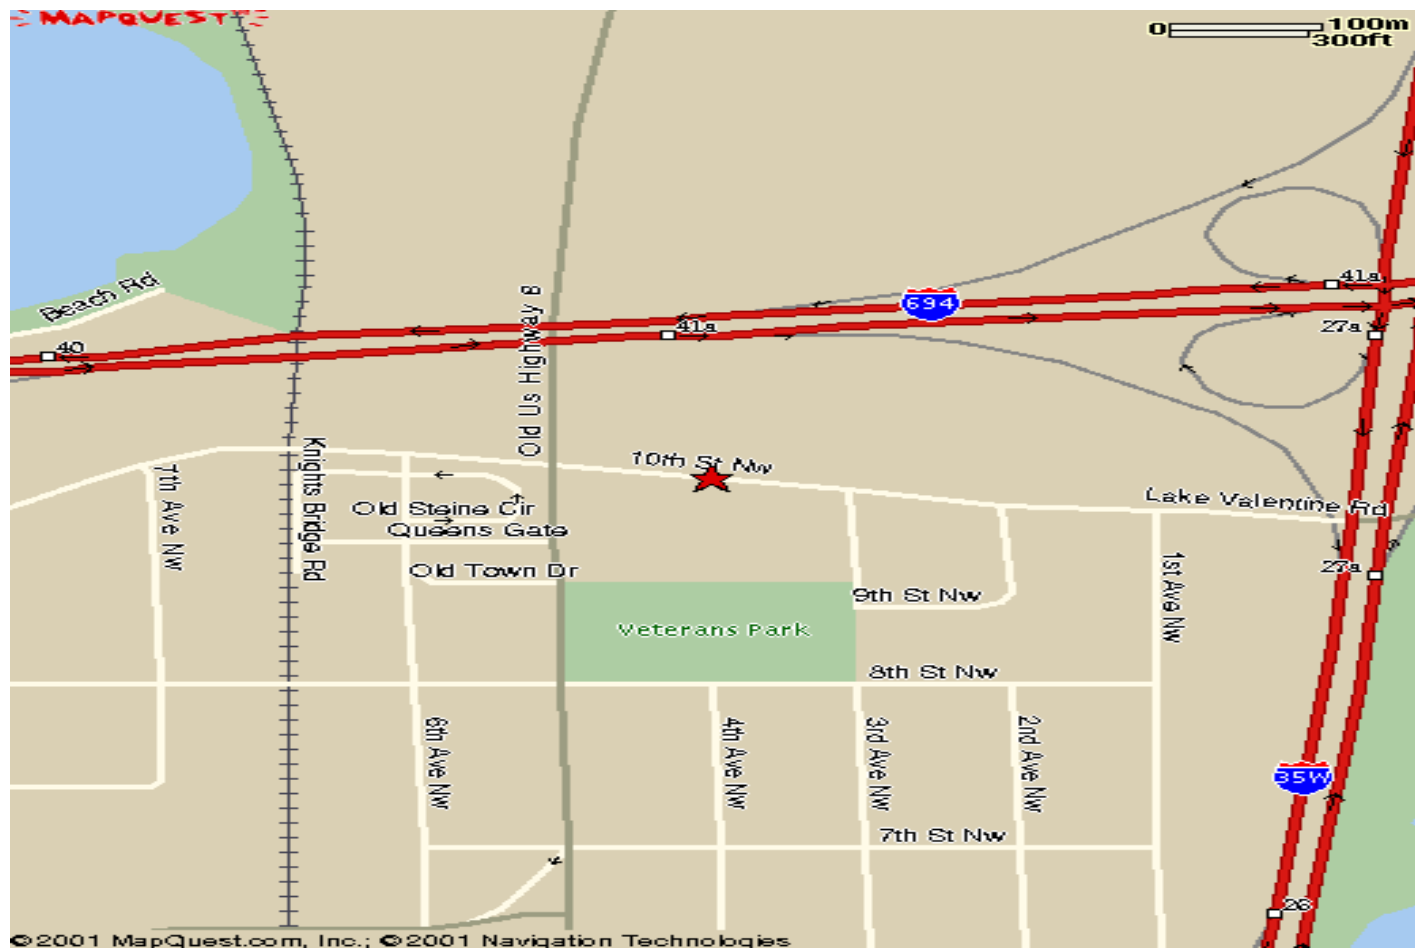 MAPQUEST
0 100m
300ft
Beach Rd
41a
694
41a
27a
40
Old Us Highway 8
10th St Nw
Knights Bridge Rd
7th Ave NW
Lake Valentine Rd
Old Steine Cir
Queens Gate
Old Town Dr
1st Ave NW
27a
9th St Nw
Veterans Park
8th St Nw
6th Ave NW
4th Ave NW
3rd Ave NW
2nd Ave NW
35W
7th St Nw
26
©2001 MapQuest.com, Inc.; ©2001 Navigation Technologies